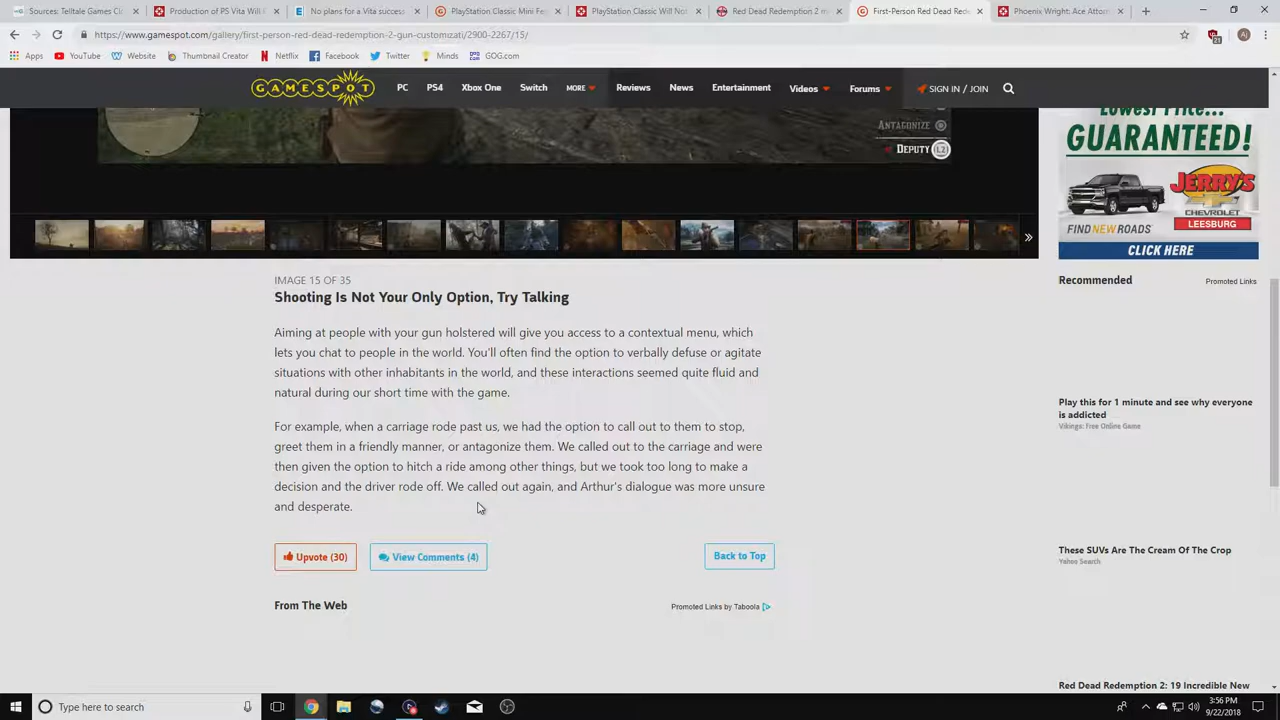 Sources: Telltale Games Cl
Production of PS Vita Will
No plans for a Vita success
PlayStation Classic Mini Fe
PlayStation Classic Will Not
Red Dead Redemption 2 m
First-Person Red Dead Red
Phoenix Wright: Ace Attor
https://www.gamespot.com/gallery/first-person-red-dead-redemption-2-gun-customizati/2900-2267/15/
Apps YouTube Website Thumbnail Creator Netflix Facebook Twitter Minds GOG.com
GAMESPOT PC PS4 Xbox One Switch MORE Reviews News Entertainment Videos Forums SIGN IN / JOIN
ANTAGONIZE
DEPUTY L2
Lowest Price...
GUARANTEED!
JERRY'S
CHEVROLET
LEESBURG
FIND NEW ROADS
CLICK HERE
IMAGE 15 OF 35
Shooting Is Not Your Only Option, Try Talking
Aiming at people with your gun holstered will give you access to a contextual menu, which
lets you chat to people in the world. You'll often find the option to verbally defuse or agitate
situations with other inhabitants in the world, and these interactions seemed quite fluid and
natural during our short time with the game.
For example, when a carriage rode past us, we had the option to call out to them to stop,
greet them in a friendly manner, or antagonize them. We called out to the carriage and were
then given the option to hitch a ride among other things, but we took too long to make a
decision and the driver rode off. We called out again, and Arthur's dialogue was more unsure
and desperate.
Upvote (30)
View Comments (4)
Back to Top
From The Web
Promoted Links by Taboola
Recommended
Promoted Links
Play this for 1 minute and see why everyone
is addicted
Vikings: Free Online Game
These SUVs Are The Cream Of The Crop
Yahoo Search
Red Dead Redemption 2: 19 Incredible New
Type here to search
3:56 PM
9/22/2018